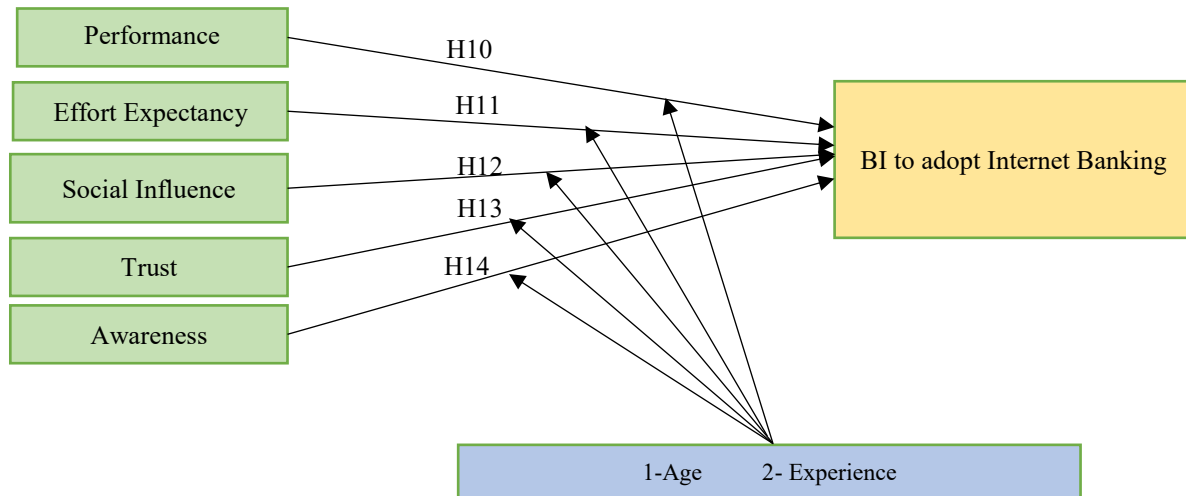 Performance
H10
Effort Expectancy
H11
BI to adopt Internet Banking
Social Influence
H12
H13
Trust
H14
Awareness
1-Age 2- Experience